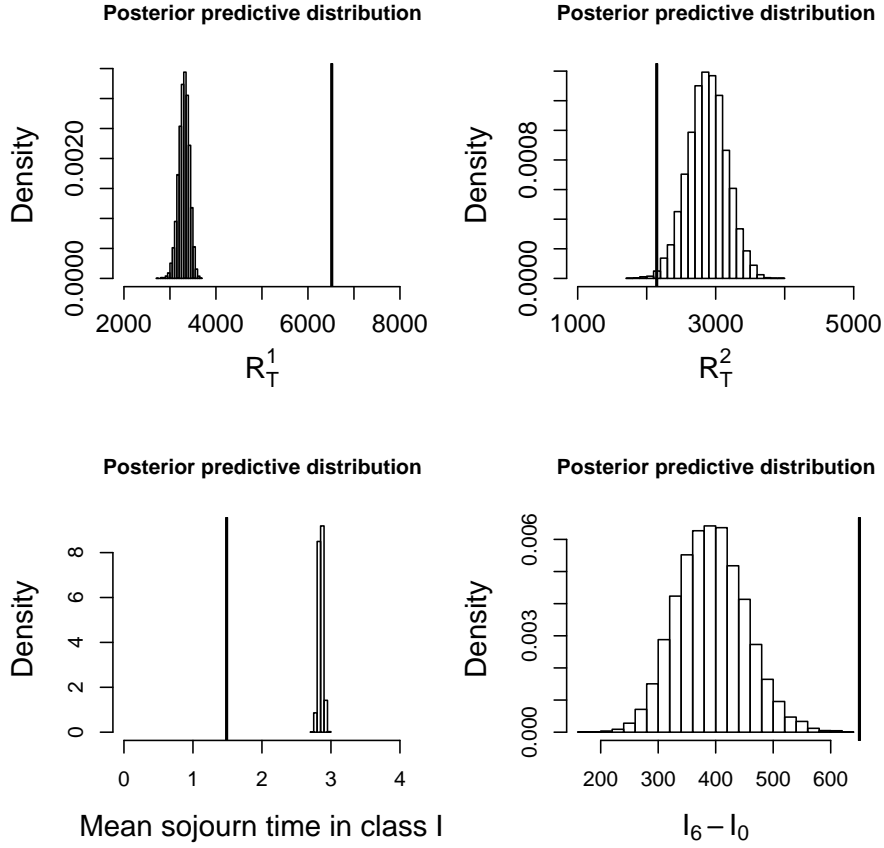 Posterior predictive distribution
Density
0.0000 0.0020
2000 4000 6000 8000
R_T^1
Posterior predictive distribution
Density
0.0000 0.0008
1000 3000 5000
R_T^2
Posterior predictive distribution
Density
0 2 4 6 8
0 1 2 3 4
Mean sojourn time in class I
Posterior predictive distribution
Density
0.000 0.003 0.006
200 300 400 500 600
I₆ – I₀